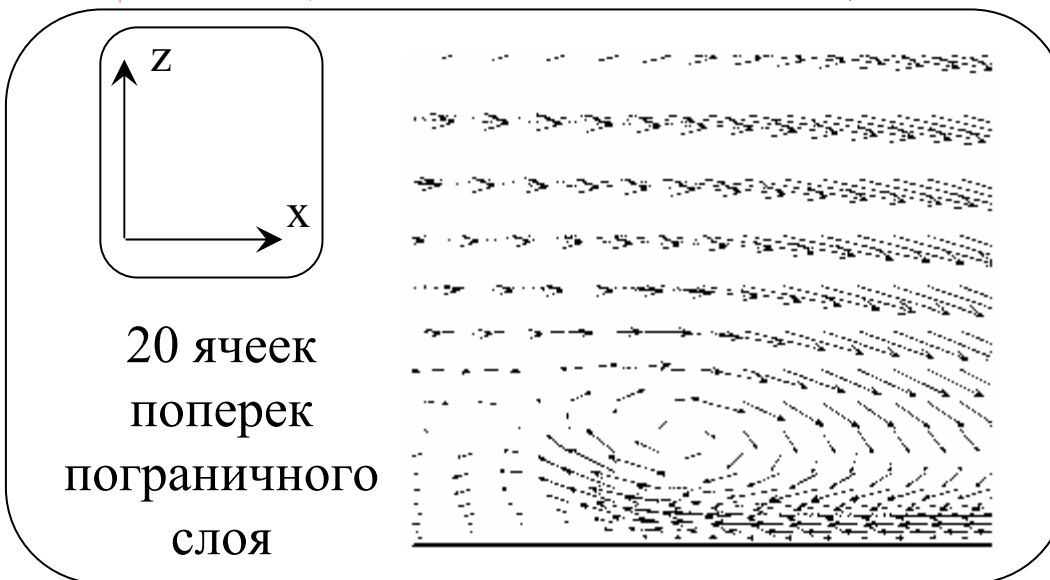 z
x
20 ячеек
поперек
пограничного
слоя